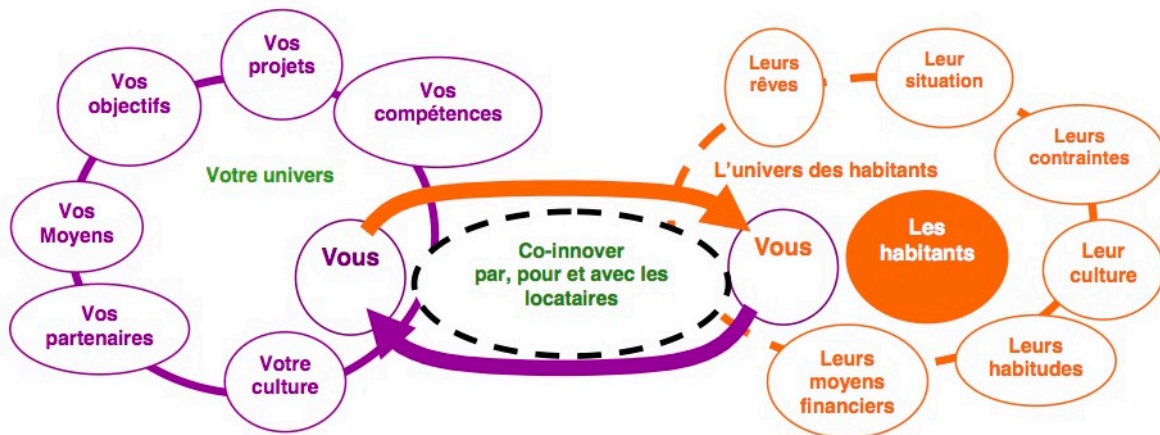 Vos
projets
Vos
objectifs
Vos
compétences
Votre univers
Vos
Moyens
Vous
Vos
partenaires
Votre
culture
Co-innover
par, pour et avec les
locataires
Leurs
rêves
Leur
situation
Leurs
contraintes
L'univers des habitants
Vous
Les
habitants
Leur
culture
Leurs
habitudes
Leurs
moyens
financiers